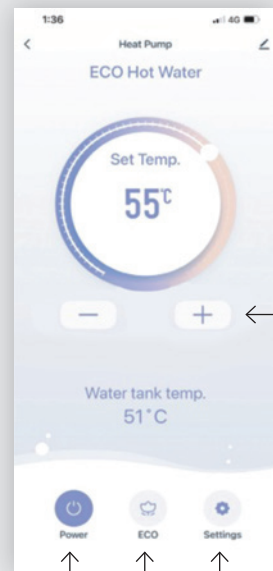 1:36
4G
Heat Pump
ECO Hot Water
Set Temp.
55℃
Water tank temp.
51°C
Power ECO Settings